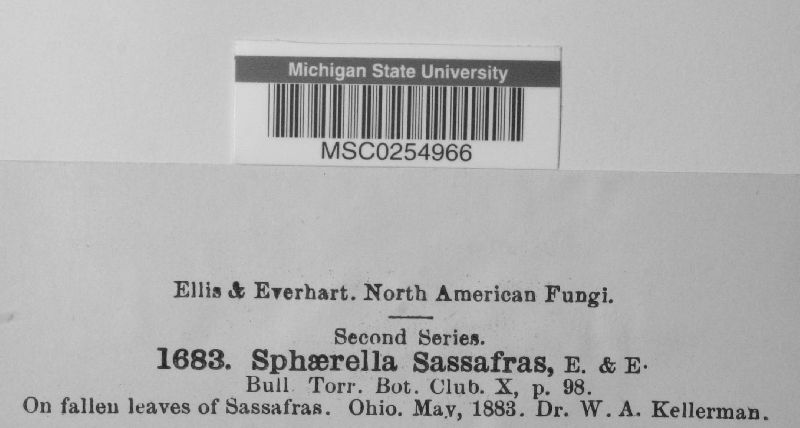 Michigan State University
MSC0254966
Ellis & Everhart. North American Fungi.
Second Series.
1683. Sphærella Sassafras, E. & E.
Bull. Torr. Bot. Club. X, p. 98.
On fallen leaves of Sassafras. Ohio. May, 1883. Dr. W. A. Kellerman.